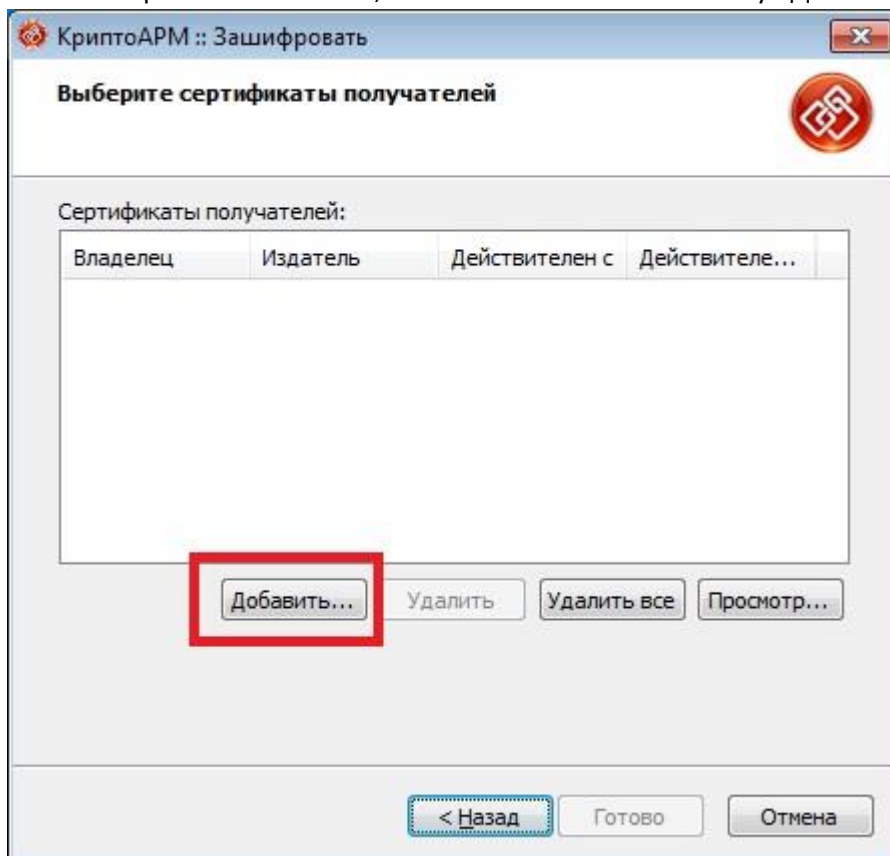 КриптоАРМ :: Зашифровать
Выберите сертификаты получателей
Сертификаты получателей:
Владелец Издатель Действителен с Действителе...
Добавить... Удалить Удалить все Просмотр...
< Назад Готово Отмена